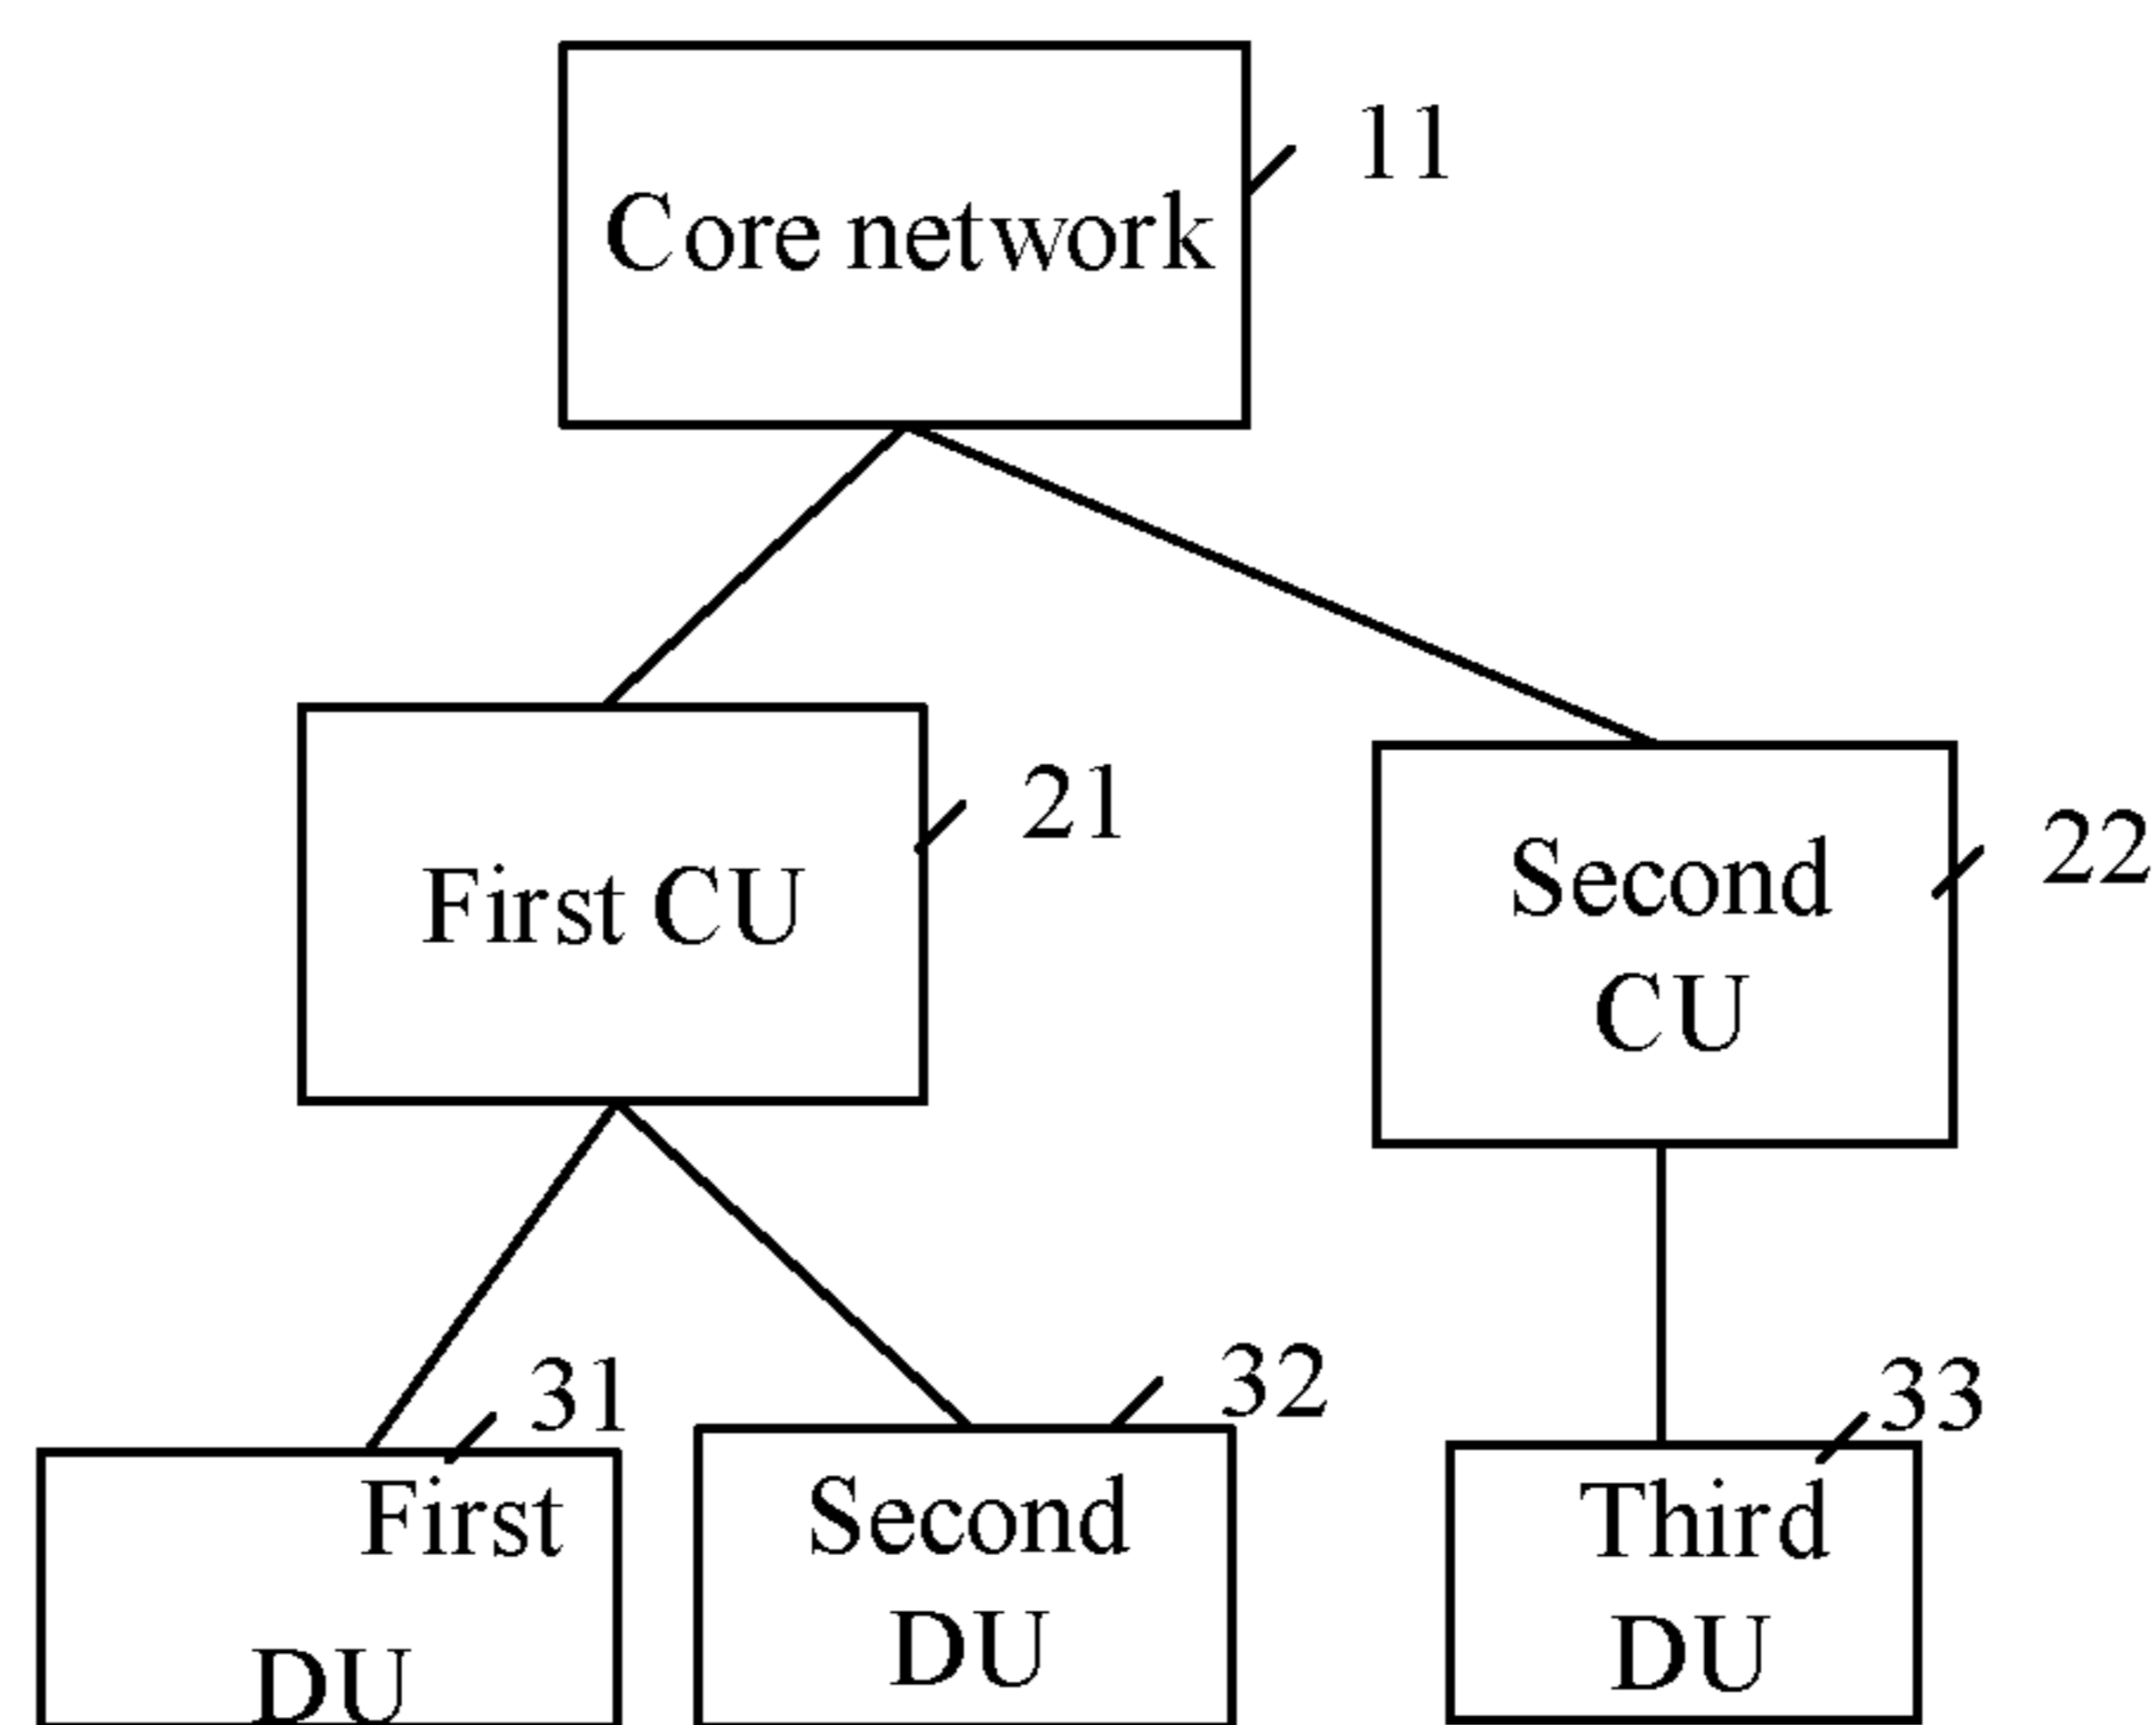 11
Core network
21
First CU
22
Second
CU
31
First
DU
32
Second
DU
33
Third
DU